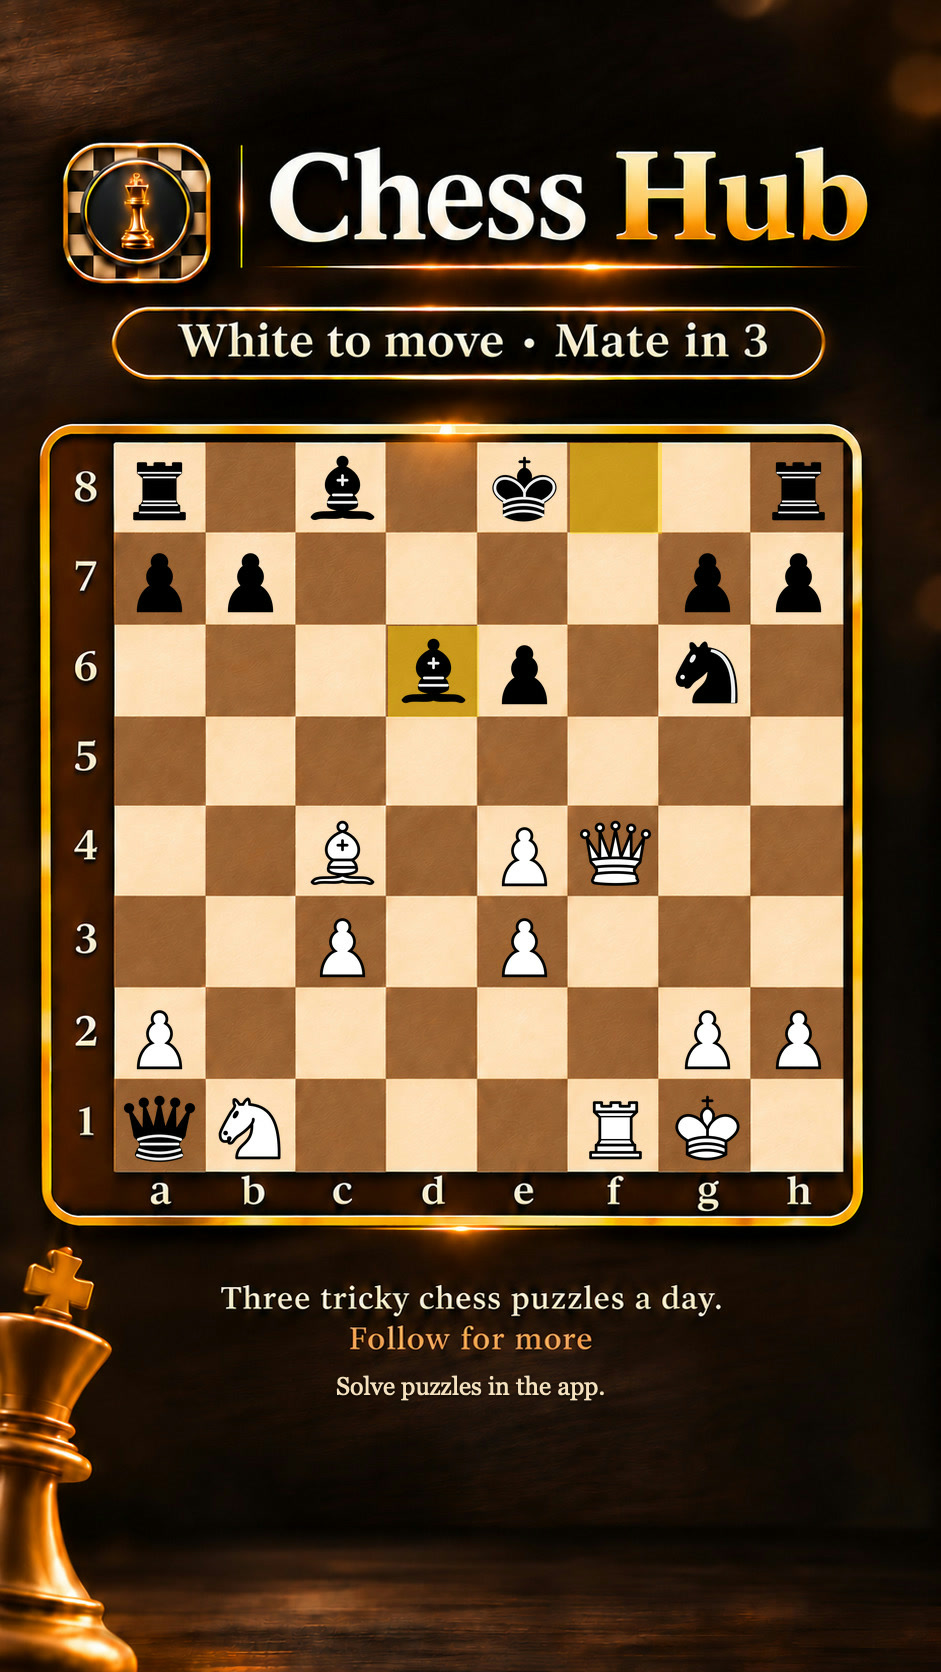 Chess Hub
White to move • Mate in 3
8
7
6
5
4
3
2
1
a b c d e f g h
Three tricky chess puzzles a day.
Follow for more
Solve puzzles in the app.